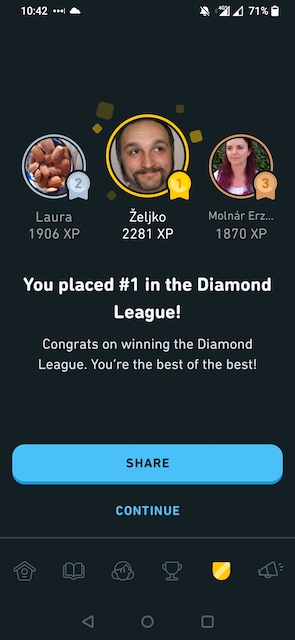 10:42
4G
71%
2
1
3
Laura
Željko
Molnár Erz...
1906 XP
2281 XP
1870 XP
You placed #1 in the Diamond
League!
Congrats on winning the Diamond
League. You're the best of the best!
SHARE
CONTINUE